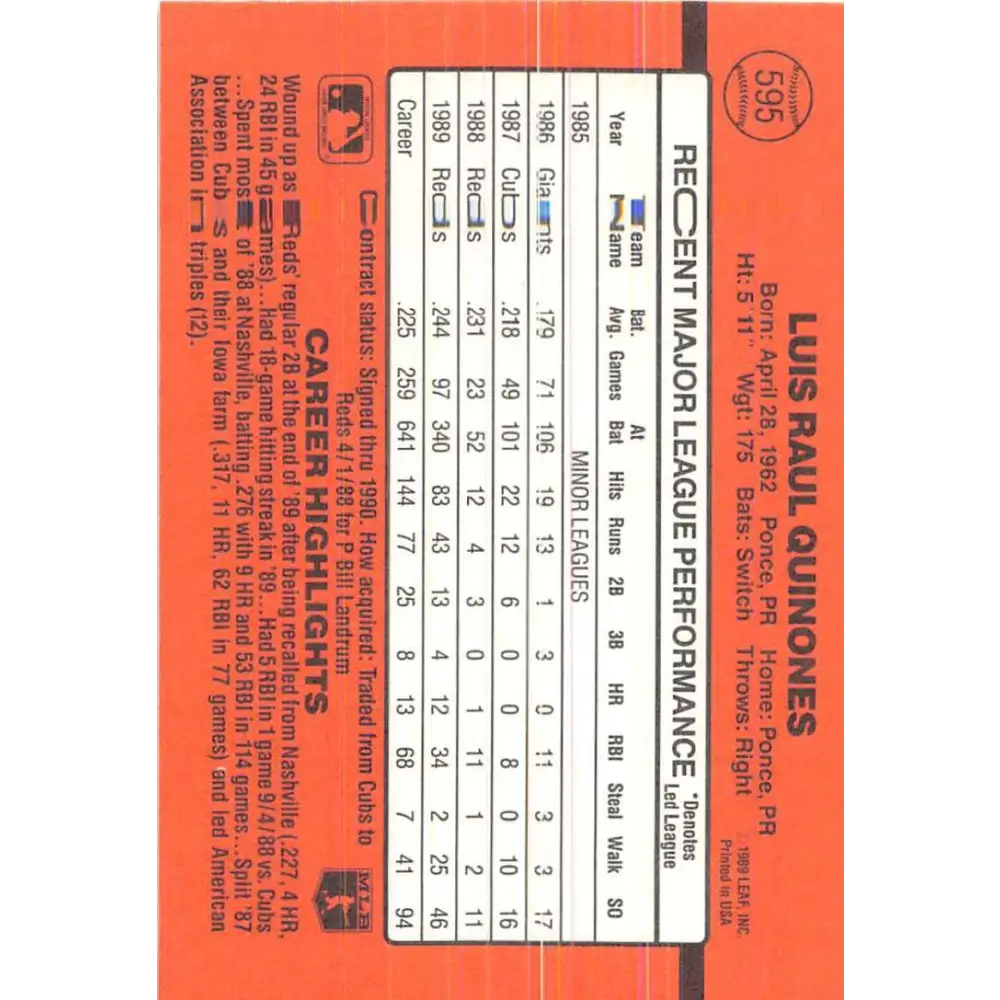 595
LUIS RAUL QUINONES
Born: April 28, 1962 Ponce, PR Home: Ponce, PR
Ht: 5'11" Wgt: 175 Bats: Switch Throws: Right
© 1989 LEAF, INC.
Printed in USA
RECENT MAJOR LEAGUE PERFORMANCE *Denotes Led League
Year Team Name Bat. Avg. Games At Bat Hits Runs 2B 3B HR RBI Steal Walk SO
1985 MINOR LEAGUES
1986 Giants .179 71 106 19 13 1 3 0 11 3 3 17
1987 Cubs .218 49 101 22 12 6 0 0 8 0 10 16
1988 Reds .231 23 52 12 4 3 0 1 11 1 2 11
1989 Reds .244 97 340 83 43 13 4 12 34 2 25 46
Career .225 259 641 144 77 25 8 13 68 7 41 94
Contract status: Signed thru 1990. How acquired: Traded from Cubs to
Reds 4/1/88 for P Bill Landrum
MLB
CAREER HIGHLIGHTS
Wound up as Reds' regular 28 at the end of '89 after being recalled from Nashville (.227, 4 HR,
24 RBI in 45 games)...Had 18-game hitting streak in '89...Had 5 RBI in 1 game 9/4/88 vs. Cubs
...Spent most of '88 at Nashville, batting .276 with 9 HR and 53 RBI in 114 games...Split '87
between Cubs and their Iowa farm (.317, 11 HR, 62 RBI in 77 games) and led American
Association in triples (12).